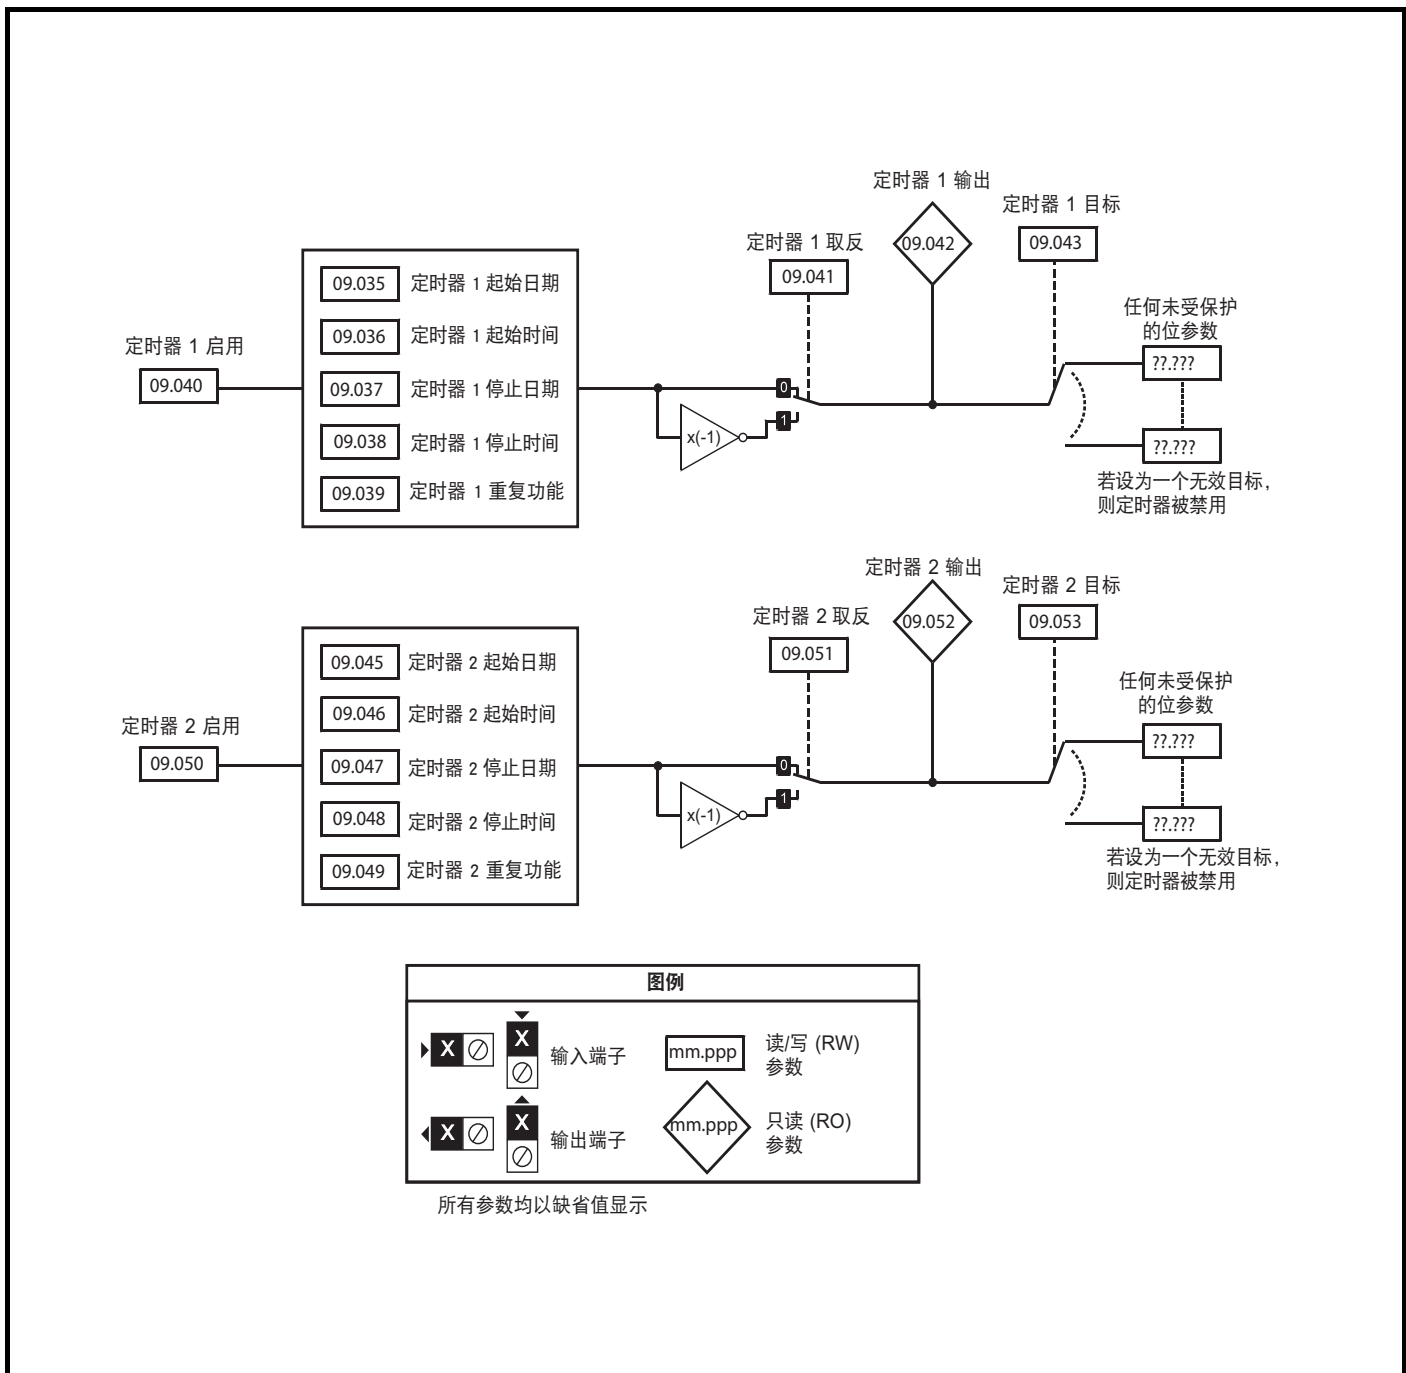 定时器 1 输出
定时器 1 目标
定时器 1 取反
09.042
09.043
09.041
09.035 定时器 1 起始日期
09.036 定时器 1 起始时间
09.037 定时器 1 停止日期
09.038 定时器 1 停止时间
09.039 定时器 1 重复功能
定时器 1 启用
09.040
0
1
x(-1)
任何未受保护
的位参数
??.???
??.???
若设为一个无效目标，
则定时器被禁用
定时器 2 输出
定时器 2 目标
定时器 2 取反
09.052
09.053
09.051
09.045 定时器 2 起始日期
09.046 定时器 2 起始时间
09.047 定时器 2 停止日期
09.048 定时器 2 停止时间
09.049 定时器 2 重复功能
定时器 2 启用
09.050
0
1
x(-1)
任何未受保护
的位参数
??.???
??.???
若设为一个无效目标，
则定时器被禁用
图例
X
X
输入端子
mm.ppp
读/写 (RW)
参数
X
X
输出端子
mm.ppp
只读 (RO)
参数
所有参数均以缺省值显示